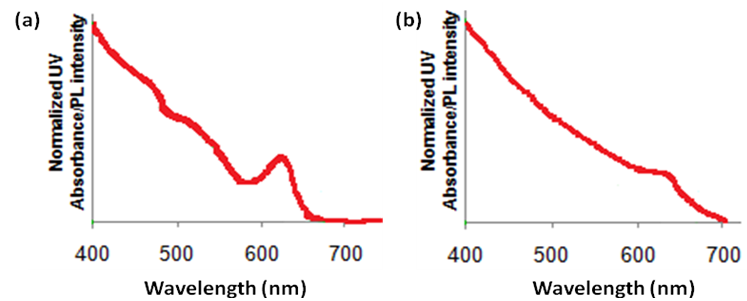 (a)
Normalized UV
Absorbance/PL intensity
400 500 600 700
Wavelength (nm)
(b)
Normalized UV
Absorbance/PL intensity
400 500 600 700
Wavelength (nm)